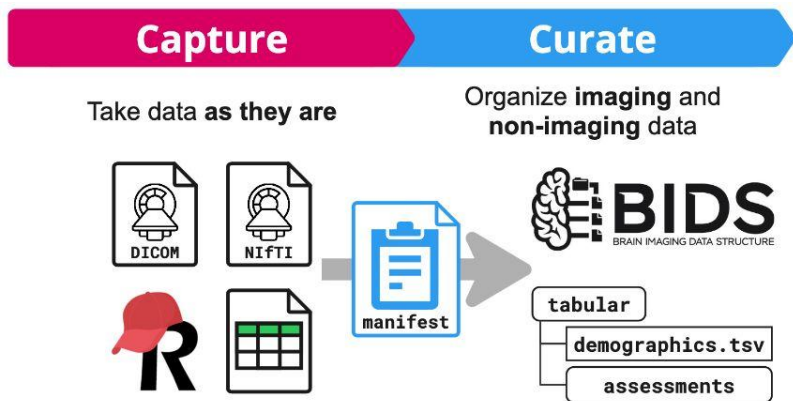 Capture
Curate
Take data as they are
Organize imaging and
non-imaging data
DICOM
NIfTI
R
manifest
BIDS
BRAIN IMAGING DATA STRUCTURE
tabular
demographics.tsv
assessments